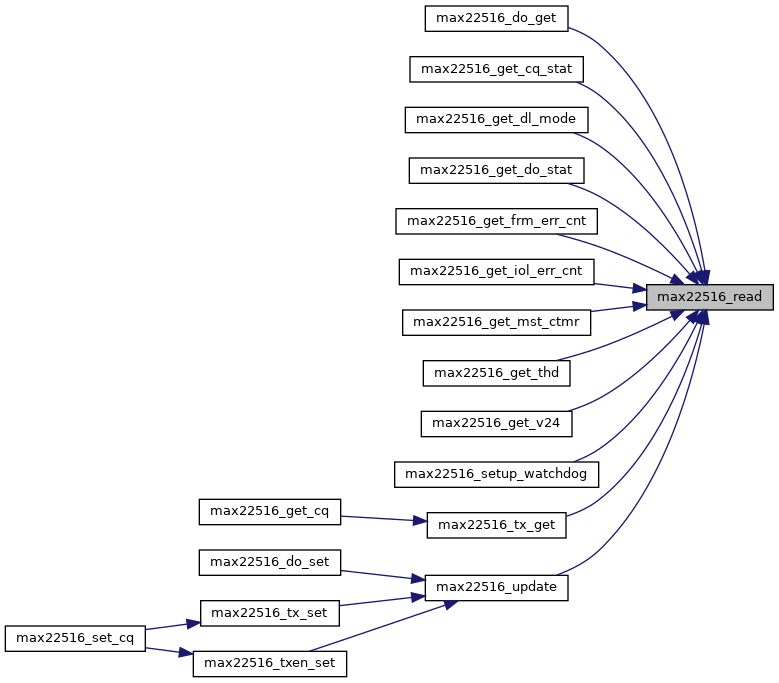 max22516_do_get
max22516_get_cq_stat
max22516_get_dl_mode
max22516_get_do_stat
max22516_get_frm_err_cnt
max22516_get_iol_err_cnt
max22516_read
max22516_get_mst_ctmr
max22516_get_thd
max22516_get_v24
max22516_setup_watchdog
max22516_get_cq
max22516_tx_get
max22516_do_set
max22516_update
max22516_tx_set
max22516_set_cq
max22516_txen_set